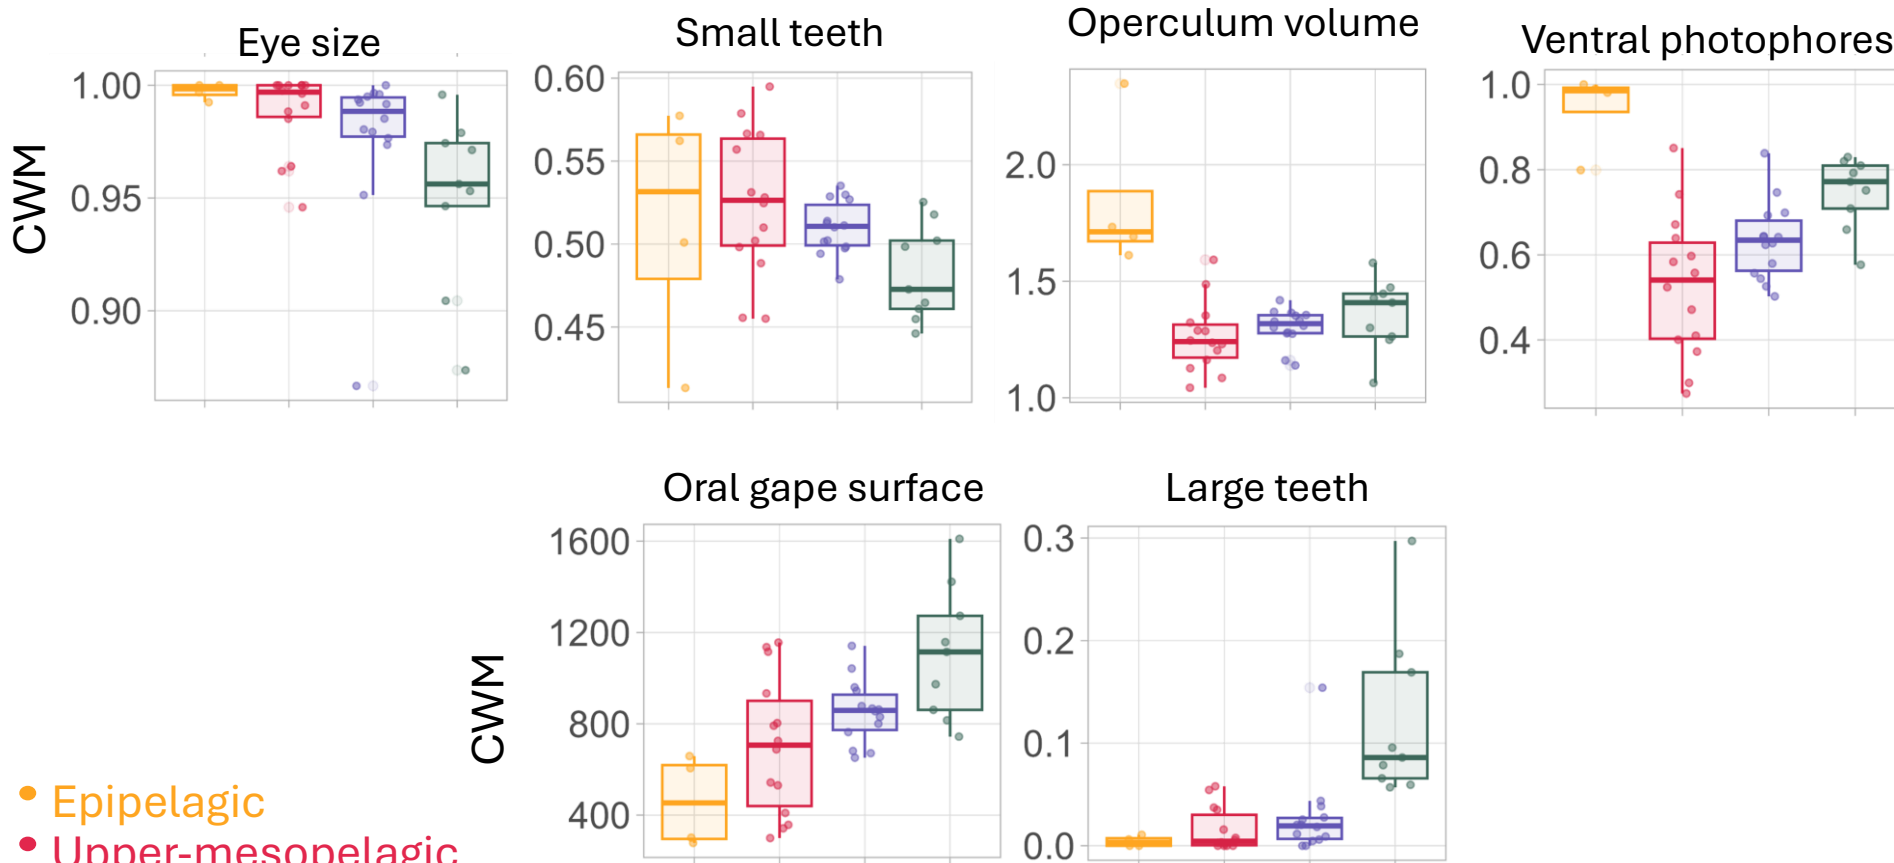 Eye size
Small teeth
Operculum volume
Ventral photophores
CWM
1.00
0.95
0.90
0.60
0.55
0.50
0.45
2.0
1.5
1.0
1.0
0.8
0.6
0.4
Oral gape surface
Large teeth
CWM
1600
1200
800
400
0.3
0.2
0.1
0.0
• Epipelagic
• Upper-mesopelagic